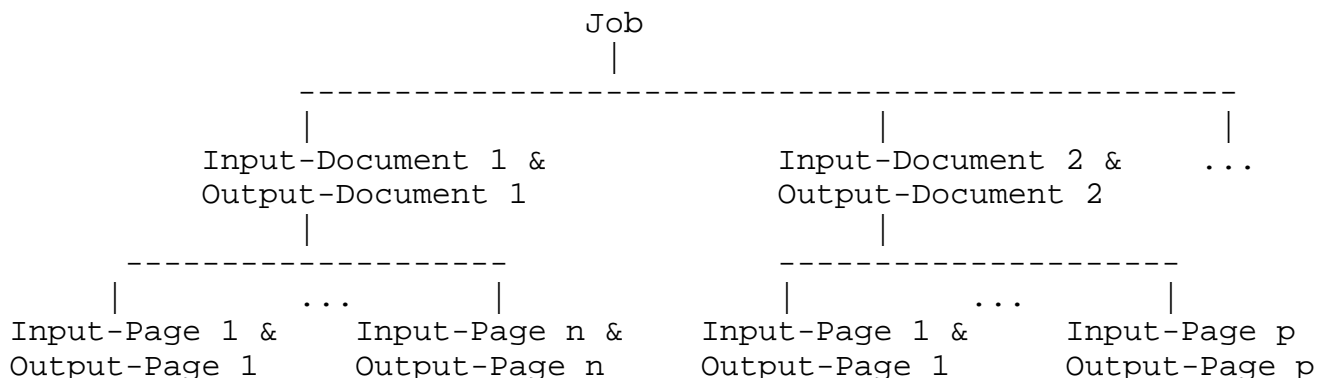 Job
|
--------------------------------------------------
| | |
Input-Document 1 & Input-Document 2 & ...
Output-Document 1 Output-Document 2
| |
-------------------- ---------------------
| ... | | ... |
Input-Page 1 & Input-Page n & Input-Page 1 & Input-Page p
Output-Page 1 Output-Page n Output-Page 1 Output-Page p